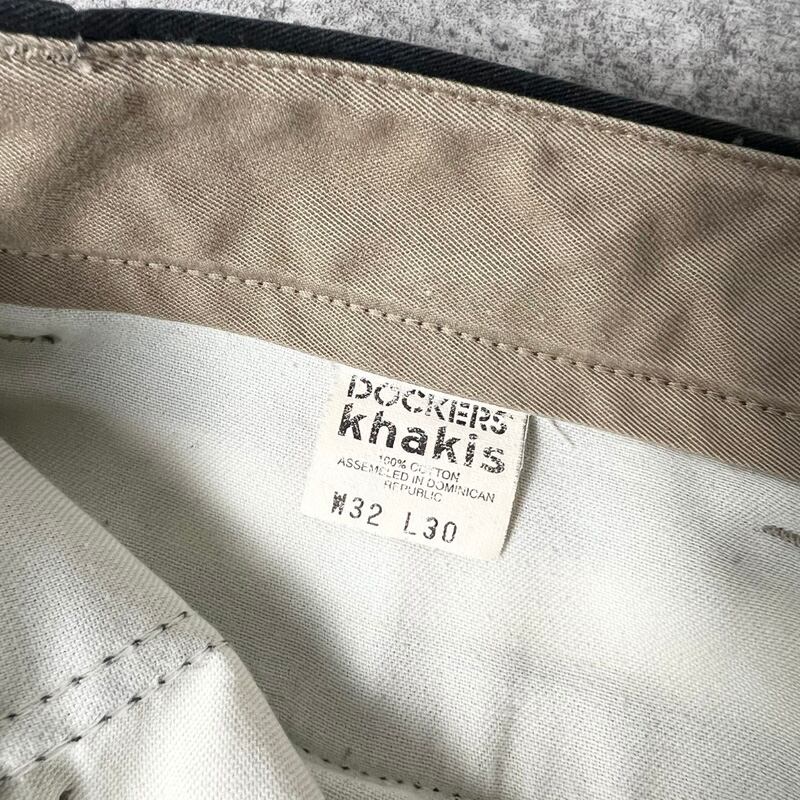 DOCKERS
khakis
100% COTTON
ASSEMBLED IN DOMINICAN
REPUBLIC
W32 L30